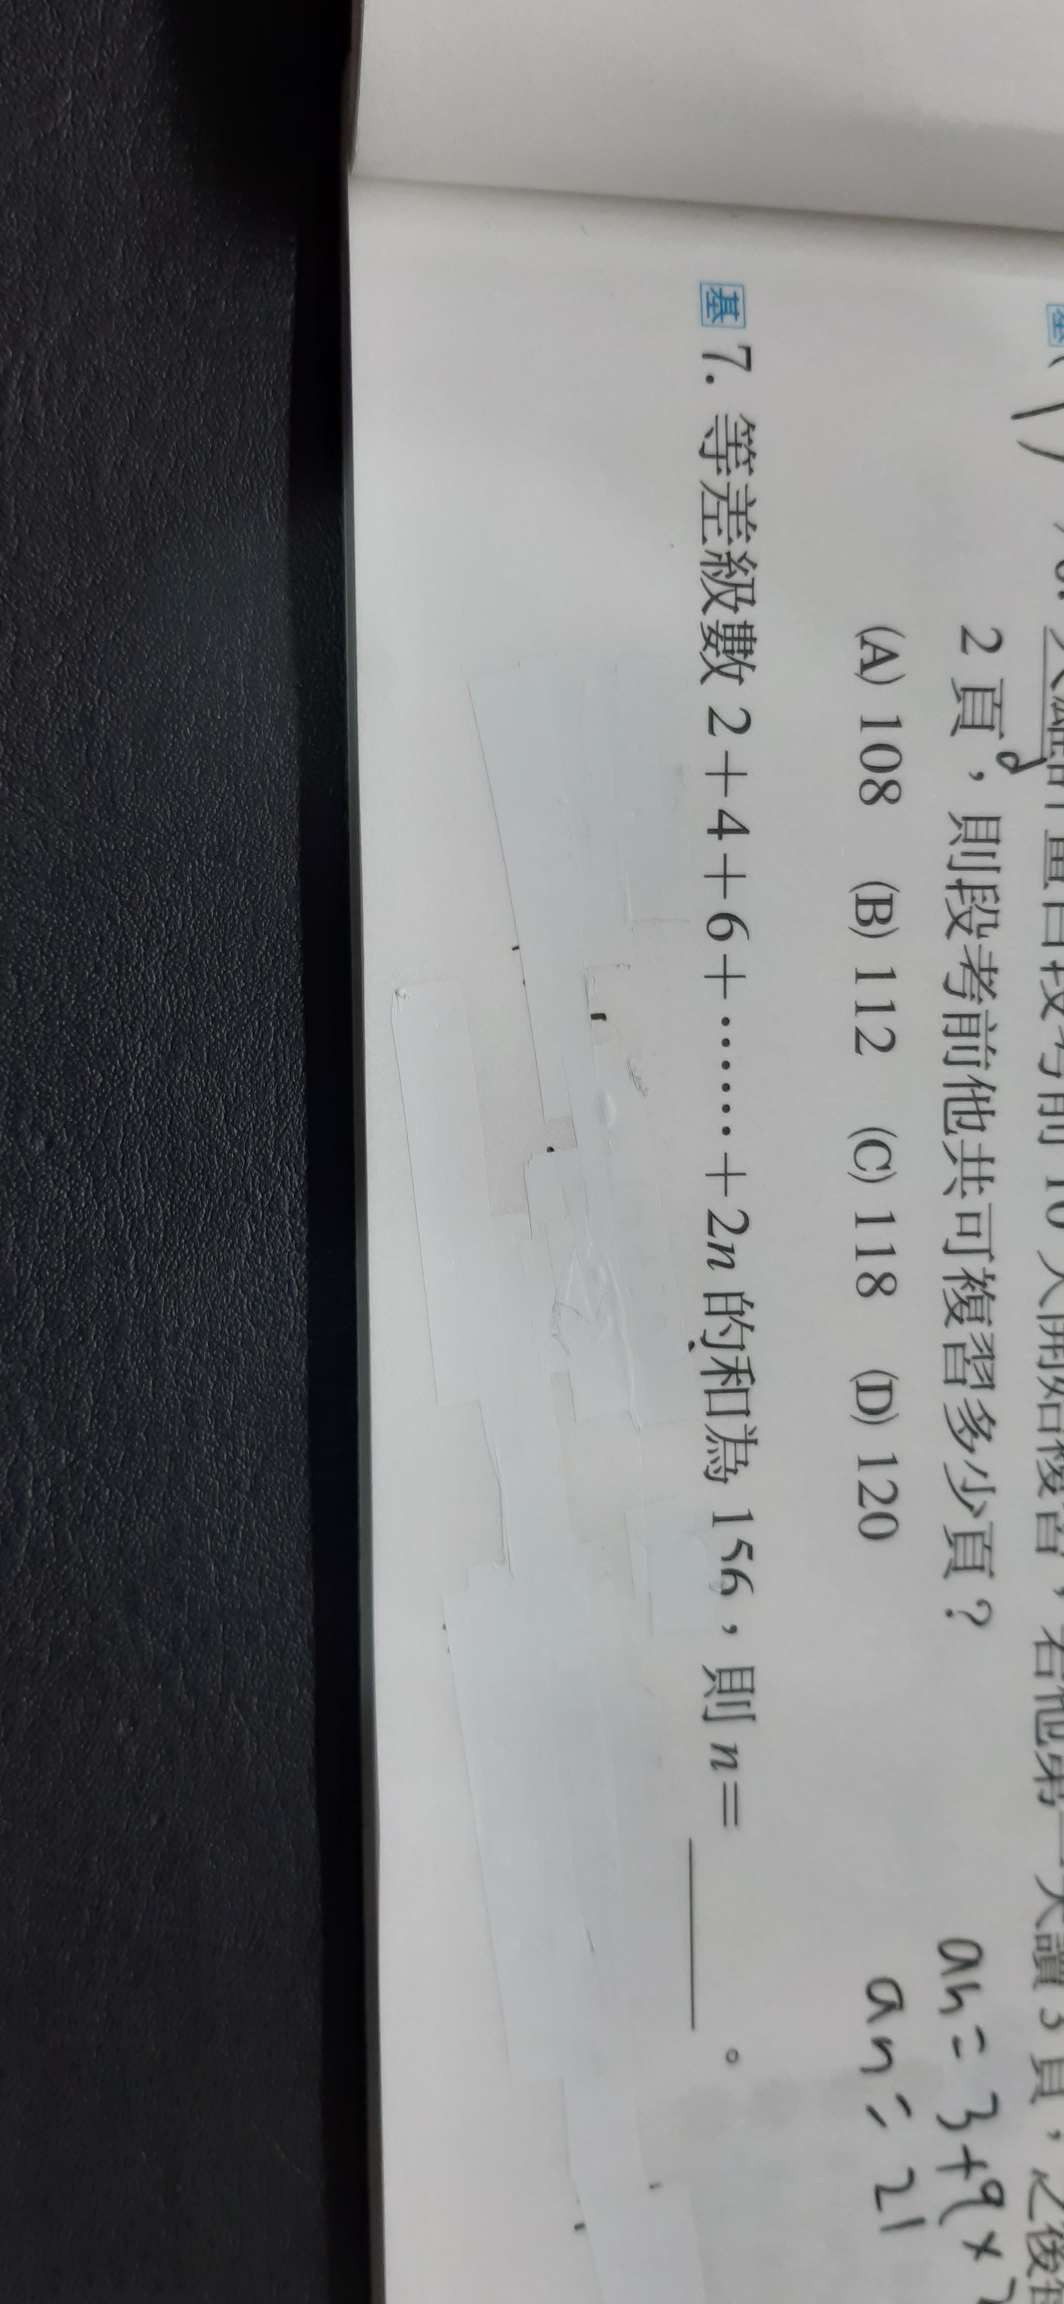 2頁，則段考前他共可複習多少頁？
an=3+9×2
(A) 108 (B) 112 (C) 118 (D) 120
an=21
基 7. 等差級數 2＋4＋6＋……＋2n 的和為 156，則 n＝ 。